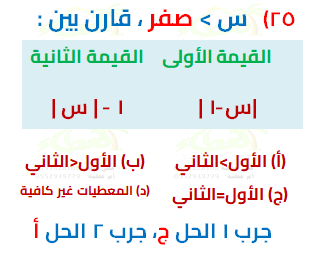 ٢٥) س > صفر ، قارن بين :
القيمة الأولى القيمة الثانية
|س-١| ١ - | س |
(أ) الأول>الثاني (ب) الأول<الثاني
(ج) الأول=الثاني (د) المعطيات غير كافية
جرب ١ الحل ج، جرب ٢ الحل أ